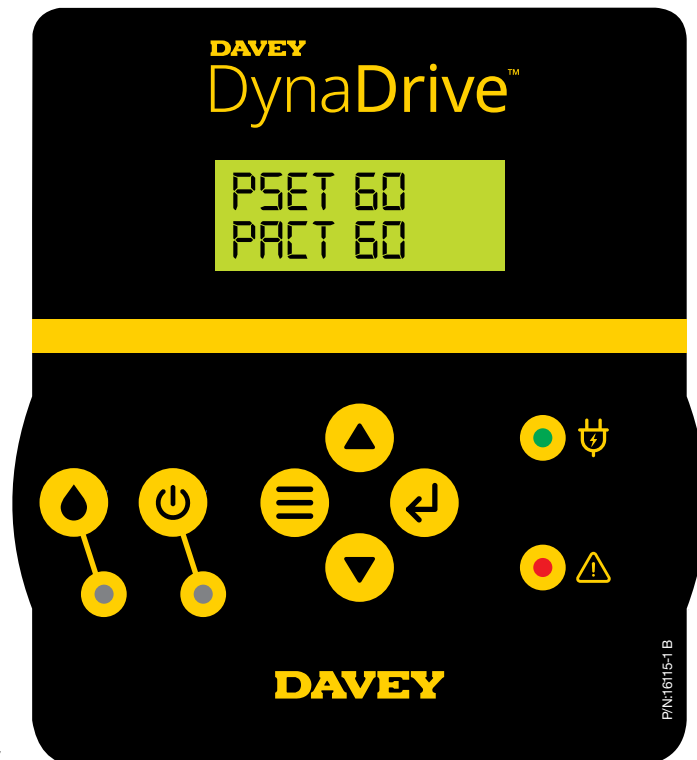 DAVEY
DynaDrive™
PSET 60
PACT 60
DAVEY
P/N:16115-1 B